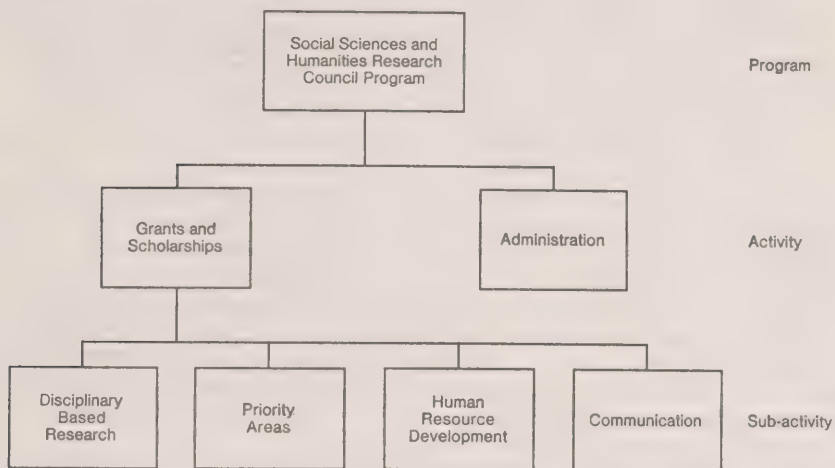 Social Sciences and
Humanities Research
Council Program
Program
Grants and
Scholarships
Administration
Activity
Disciplinary
Based
Research
Priority
Areas
Human
Resource
Development
Communication
Sub-activity